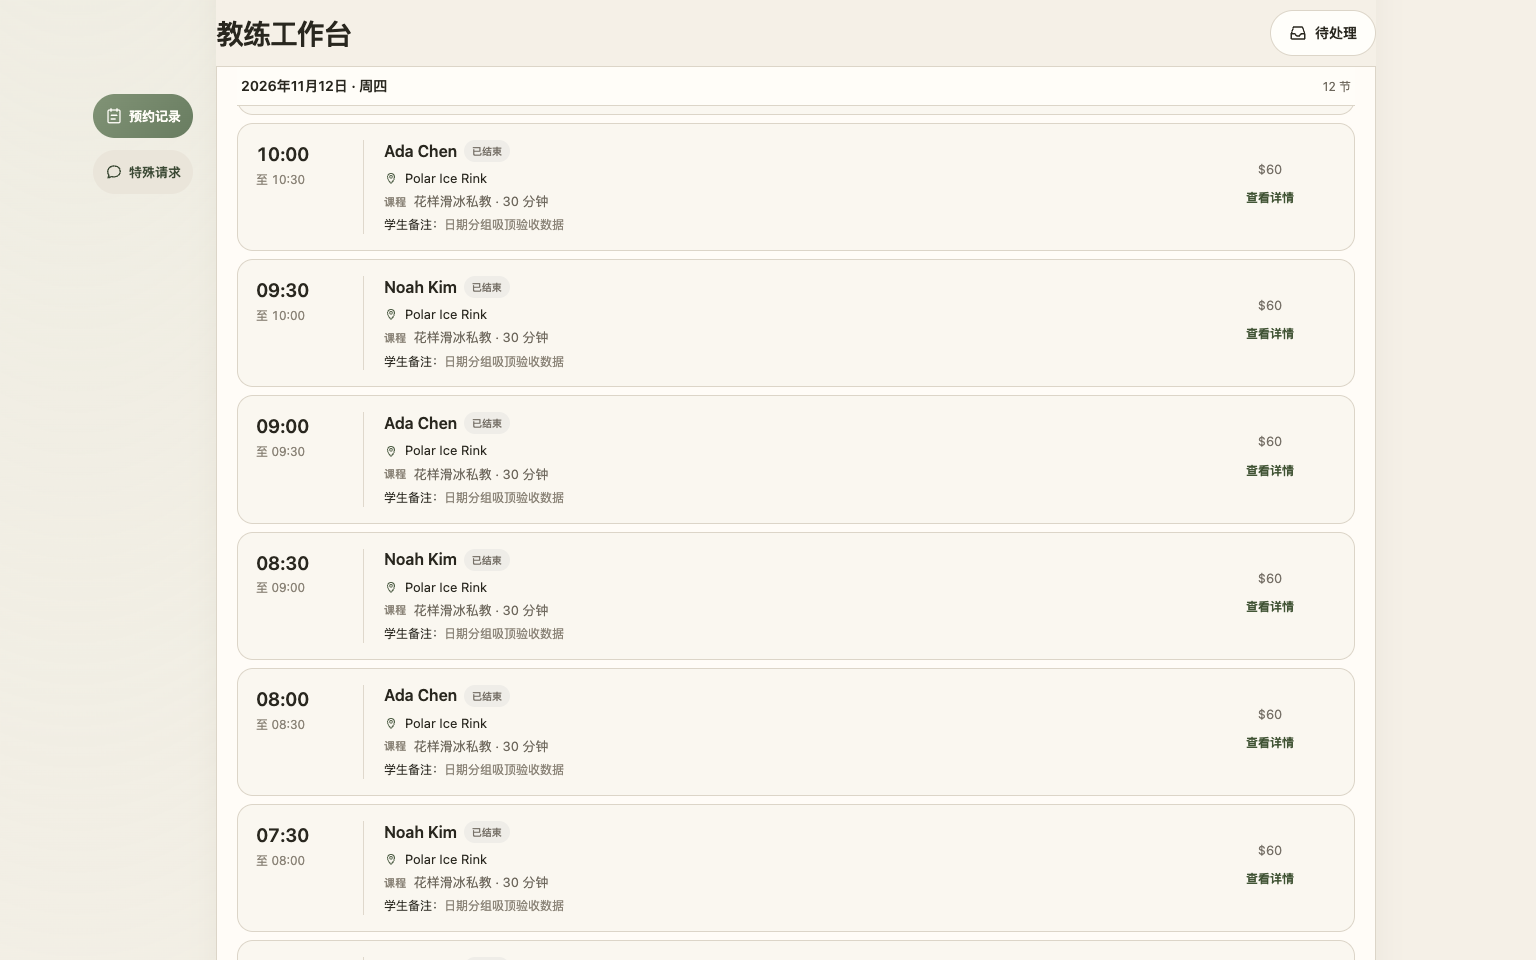 教练工作台
待处理
预约记录
特殊请求
2026年11月12日 · 周四
12 节
10:00
至 10:30
Ada Chen 已结束
Polar Ice Rink
课程 花样滑冰私教 · 30 分钟
学生备注：日期分组吸顶验收数据
$60
查看详情
09:30
至 10:00
Noah Kim 已结束
Polar Ice Rink
课程 花样滑冰私教 · 30 分钟
学生备注：日期分组吸顶验收数据
$60
查看详情
09:00
至 09:30
Ada Chen 已结束
Polar Ice Rink
课程 花样滑冰私教 · 30 分钟
学生备注：日期分组吸顶验收数据
$60
查看详情
08:30
至 09:00
Noah Kim 已结束
Polar Ice Rink
课程 花样滑冰私教 · 30 分钟
学生备注：日期分组吸顶验收数据
$60
查看详情
08:00
至 08:30
Ada Chen 已结束
Polar Ice Rink
课程 花样滑冰私教 · 30 分钟
学生备注：日期分组吸顶验收数据
$60
查看详情
07:30
至 08:00
Noah Kim 已结束
Polar Ice Rink
课程 花样滑冰私教 · 30 分钟
学生备注：日期分组吸顶验收数据
$60
查看详情